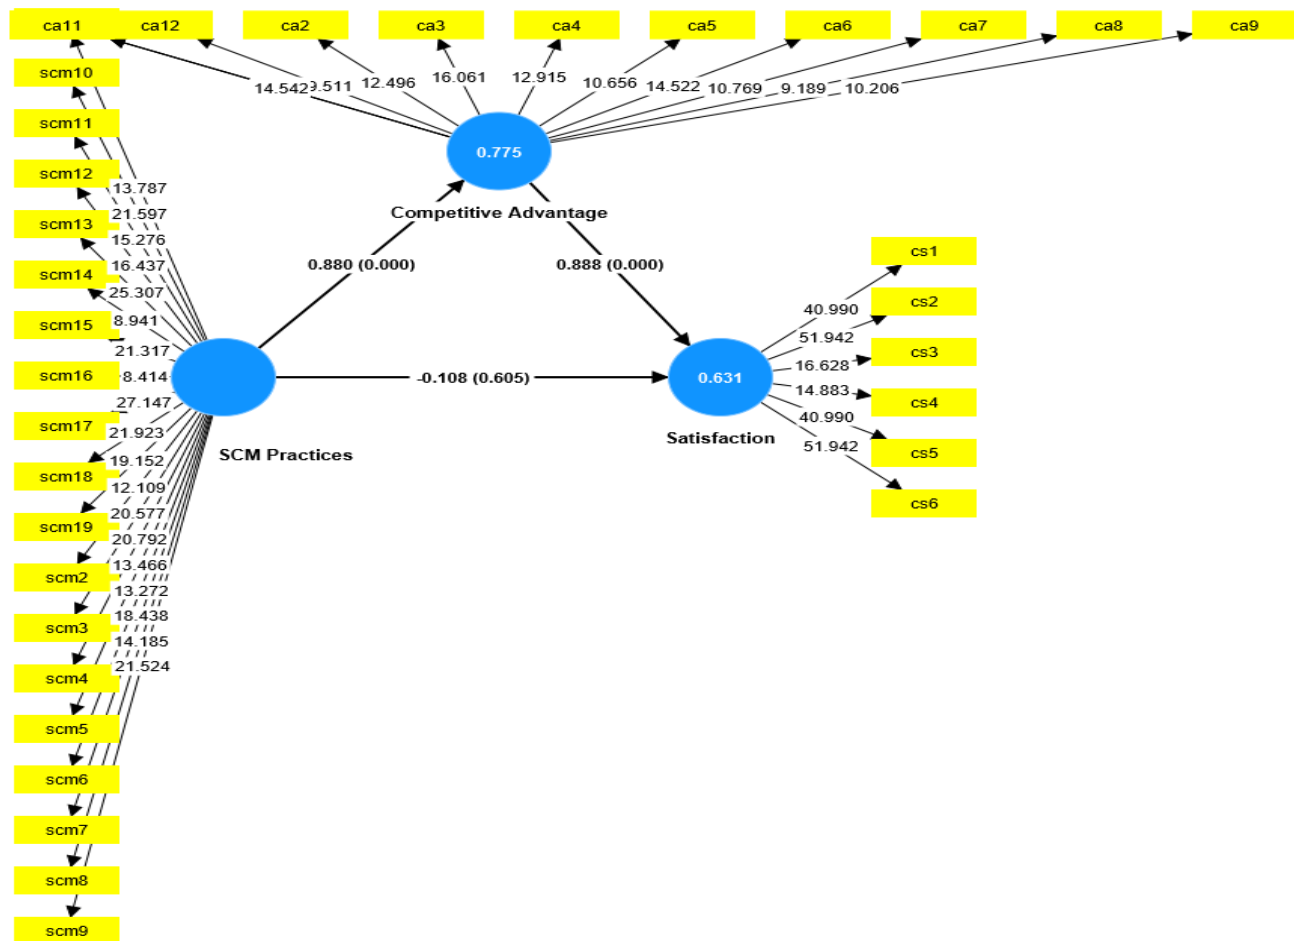 ca11 ca12 ca2 ca3 ca4 ca5 ca6 ca7 ca8 ca9
14.542 9.511 12.496 16.061 12.915 10.656 14.522 10.769 9.189 10.206
scm10
scm11
scm12
scm13
scm14
scm15
scm16
scm17
scm18
scm19
scm2
scm3
scm4
scm5
scm6
scm7
scm8
scm9
13.787
21.597
15.276
16.437
25.307
8.941
21.317
8.414
27.147
21.923
19.152
12.109
20.577
20.792
13.466
13.272
18.438
14.185
21.524
SCM Practices
0.880 (0.000)
0.775
Competitive Advantage
0.888 (0.000)
-0.108 (0.605)
0.631
Satisfaction
40.990
51.942
16.628
14.883
40.990
51.942
cs1
cs2
cs3
cs4
cs5
cs6